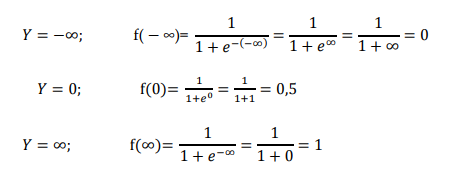 Y = −∞; f( − ∞)= 1/(1 + e^−(−∞)) = 1/(1 + e^∞) = 1/(1 + ∞) = 0
Y = 0; f(0)= 1/(1+e^0) = 1/(1+1) = 0,5
Y = ∞; f(∞)= 1/(1 + e^−∞) = 1/(1 + 0) = 1